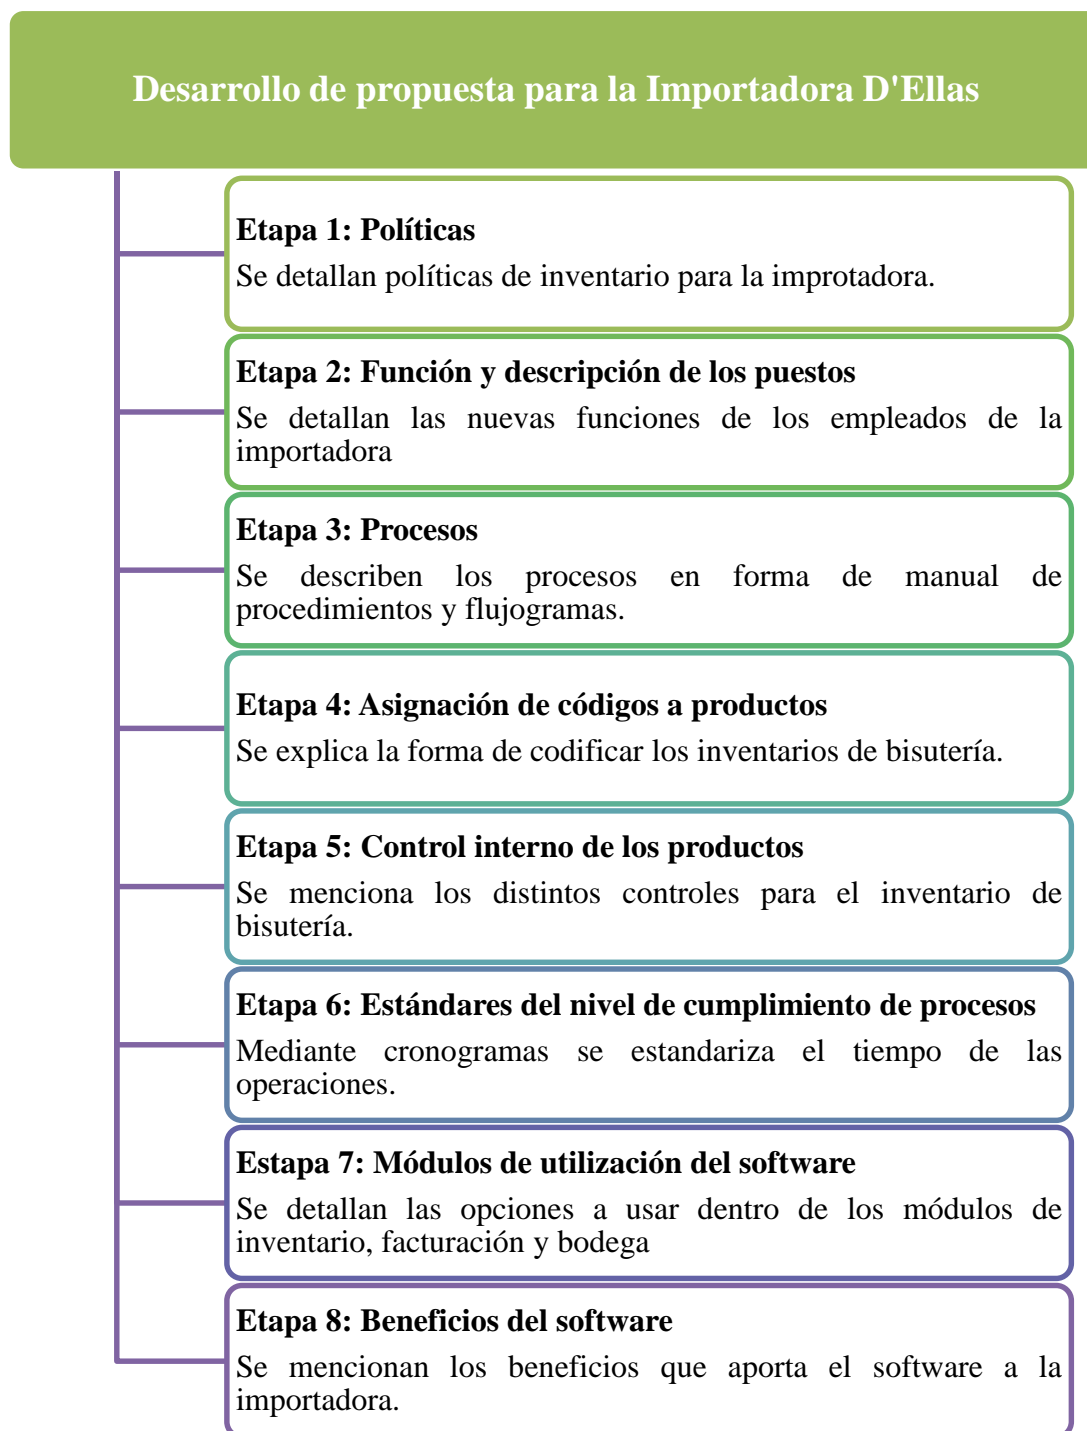 Desarrollo de propuesta para la Importadora D'Ellas
Etapa 1: Políticas
Se detallan políticas de inventario para la improtadora.
Etapa 2: Función y descripción de los puestos
Se detallan las nuevas funciones de los empleados de la
importadora
Etapa 3: Procesos
Se describen los procesos en forma de manual de
procedimientos y flujogramas.
Etapa 4: Asignación de códigos a productos
Se explica la forma de codificar los inventarios de bisutería.
Etapa 5: Control interno de los productos
Se menciona los distintos controles para el inventario de
bisutería.
Etapa 6: Estándares del nivel de cumplimiento de procesos
Mediante cronogramas se estandariza el tiempo de las
operaciones.
Estapa 7: Módulos de utilización del software
Se detallan las opciones a usar dentro de los módulos de
inventario, facturación y bodega
Etapa 8: Beneficios del software
Se mencionan los beneficios que aporta el software a la
importadora.